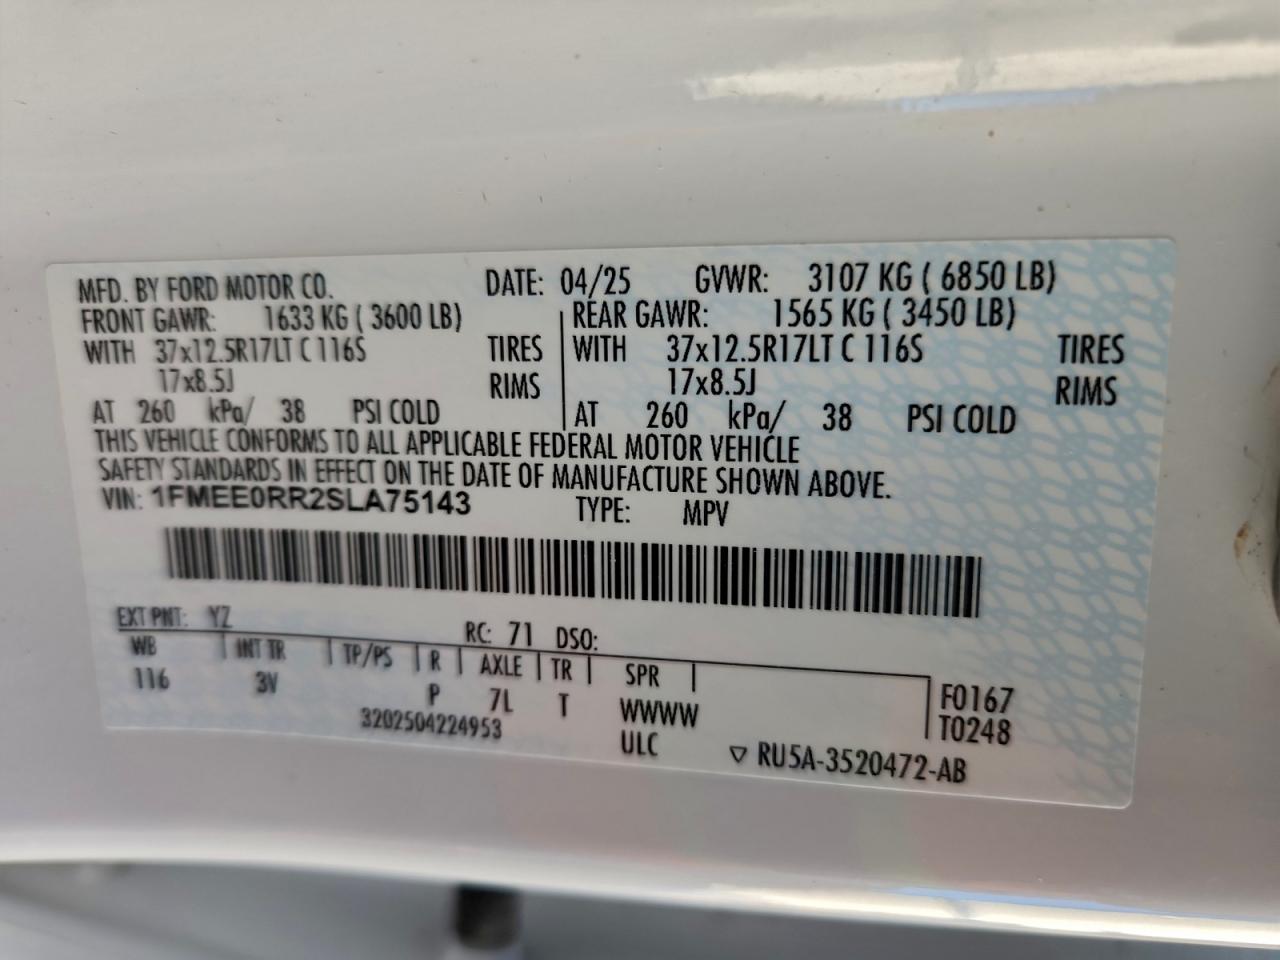 MFD. BY FORD MOTOR CO. DATE: 04/25 GVWR: 3107 KG ( 6850 LB)
FRONT GAWR: 1633 KG ( 3600 LB) REAR GAWR: 1565 KG ( 3450 LB)
WITH 37x12.5R17LT C 116S TIRES WITH 37x12.5R17LT C 116S TIRES
17x8.5J RIMS 17x8.5J RIMS
AT 260 kPa/ 38 PSI COLD AT 260 kPa/ 38 PSI COLD
THIS VEHICLE CONFORMS TO ALL APPLICABLE FEDERAL MOTOR VEHICLE
SAFETY STANDARDS IN EFFECT ON THE DATE OF MANUFACTURE SHOWN ABOVE.
VIN: 1FMEE0RR2SLA75143 TYPE: MPV
EXT PNT: YZ RC: 71 DSO:
WB INT TR TP/PS R AXLE TR SPR
116 3V P 7L T WWWW F0167
3202504224953 ULC T0248
RU5A-3520472-AB